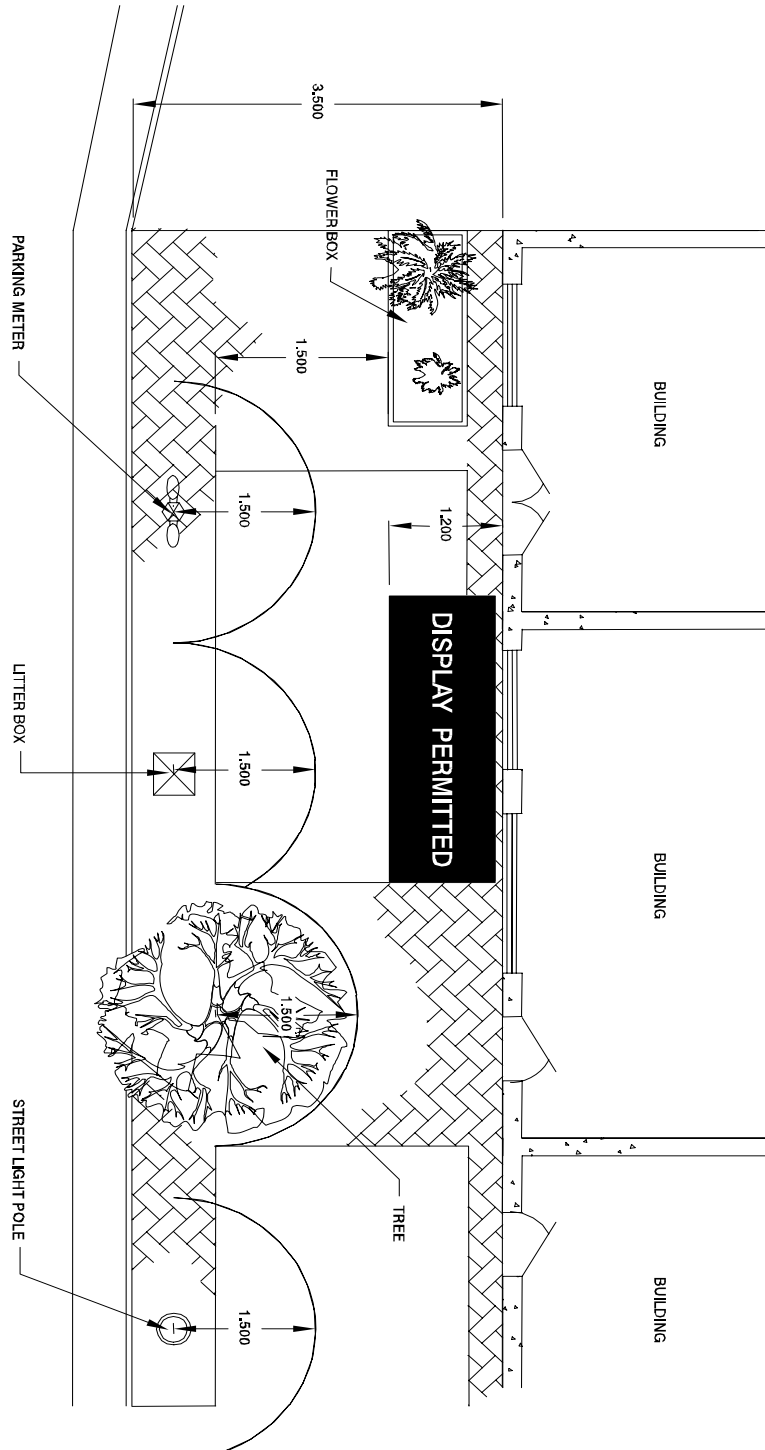 BUILDING
BUILDING
BUILDING
3.500
FLOWER BOX
1.500
1.200
DISPLAY PERMITTED
1.500
1.500
1.500
1.500
TREE
PARKING METER
LITTER BOX
STREET LIGHT POLE